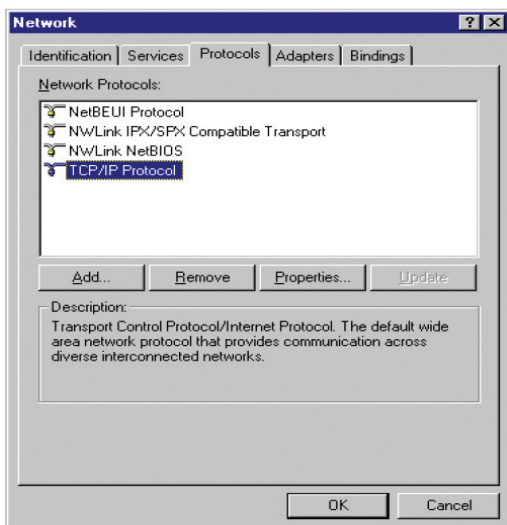 Network
Identification Services Protocols Adapters Bindings
Network Protocols:
NetBEUI Protocol
NWLink IPX/SPX Compatible Transport
NWLink NetBIOS
TCP/IP Protocol
Add... Remove Properties... Update
Description:
Transport Control Protocol/Internet Protocol. The default wide
area network protocol that provides communication across
diverse interconnected networks.
OK Cancel